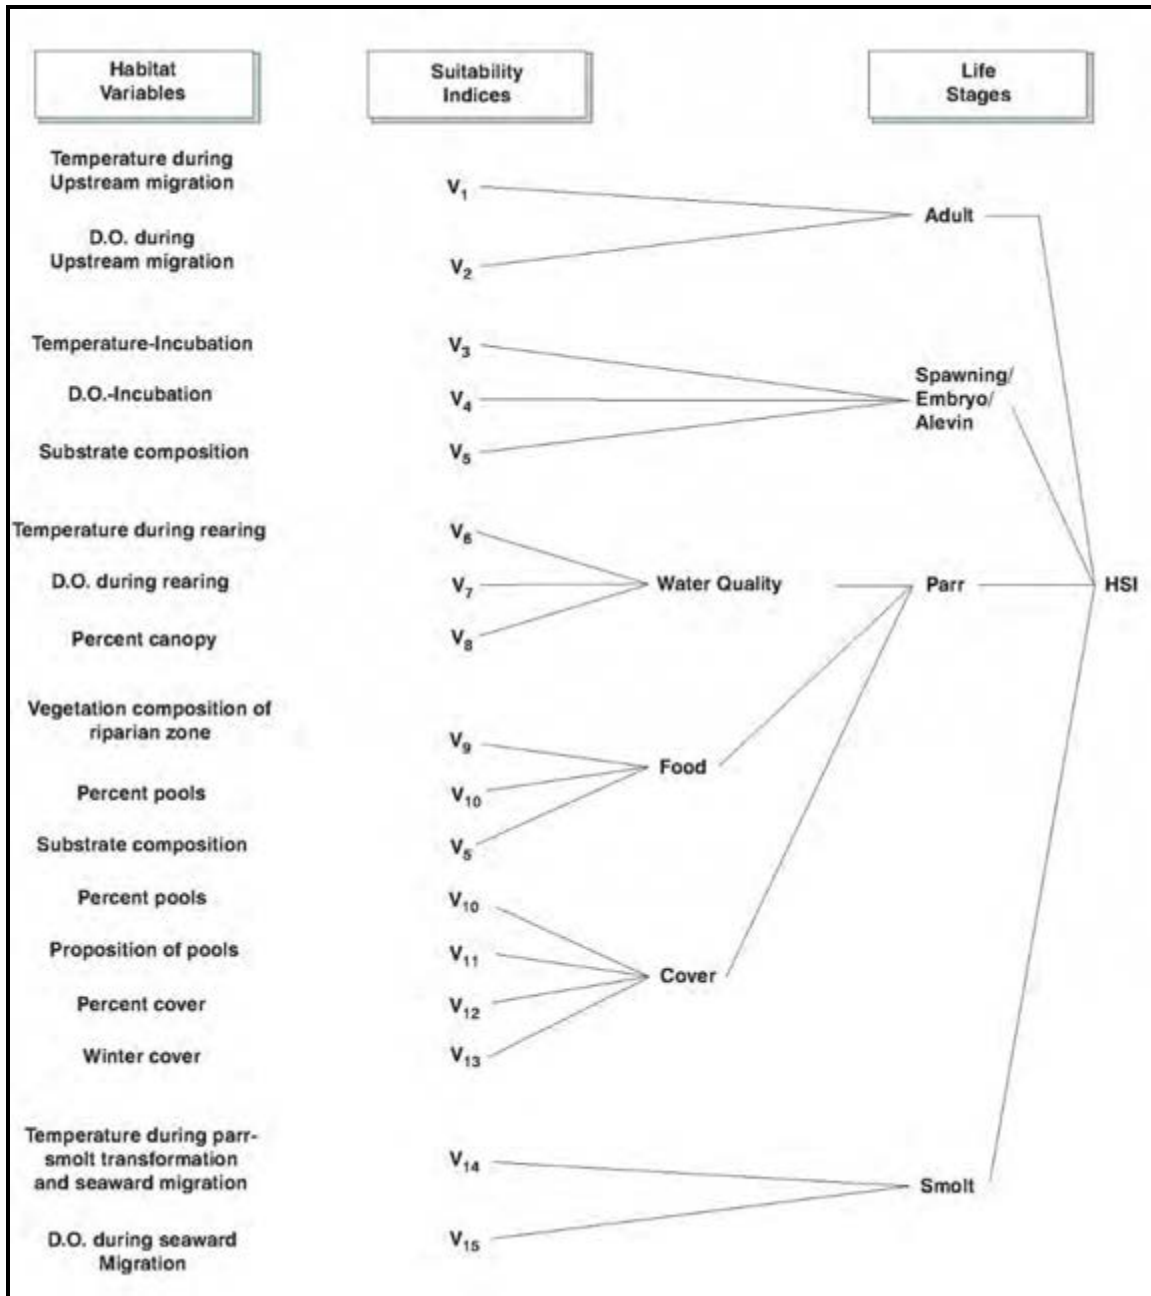 Habitat
Variables
Suitability
Indices
Life
Stages
Temperature during
Upstream migration
V1
Adult
D.O. during
Upstream migration
V2
Temperature-Incubation
V3
D.O.-Incubation
V4
Spawning/
Embryo/
Alevin
Substrate composition
V5
Temperature during rearing
V6
D.O. during rearing
V7
Water Quality
Parr
HSI
Percent canopy
V8
Vegetation composition of
riparian zone
V9
Food
Percent pools
V10
Substrate composition
V5
Percent pools
V10
Proposition of pools
V11
Cover
Percent cover
V12
Winter cover
V13
Temperature during parr-
smolt transformation
and seaward migration
V14
Smolt
D.O. during seaward
Migration
V15